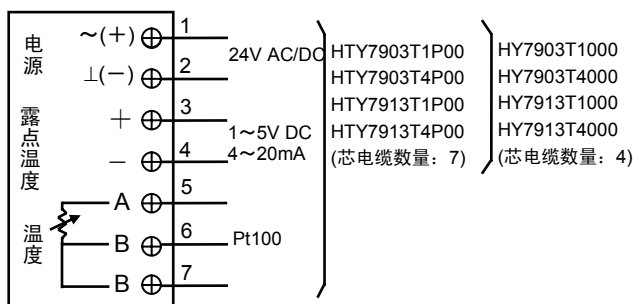 电源
~(+) 1
⊥(−) 2
24V AC/DC
露点温度
+ 3
− 4
1~5V DC
4~20mA
温度
A 5
B 6
B 7
Pt100
HTY7903T1P00
HTY7903T4P00
HTY7913T1P00
HTY7913T4P00
(芯电缆数量：7)
HY7903T1000
HY7903T4000
HY7913T1000
HY7913T4000
(芯电缆数量：4)